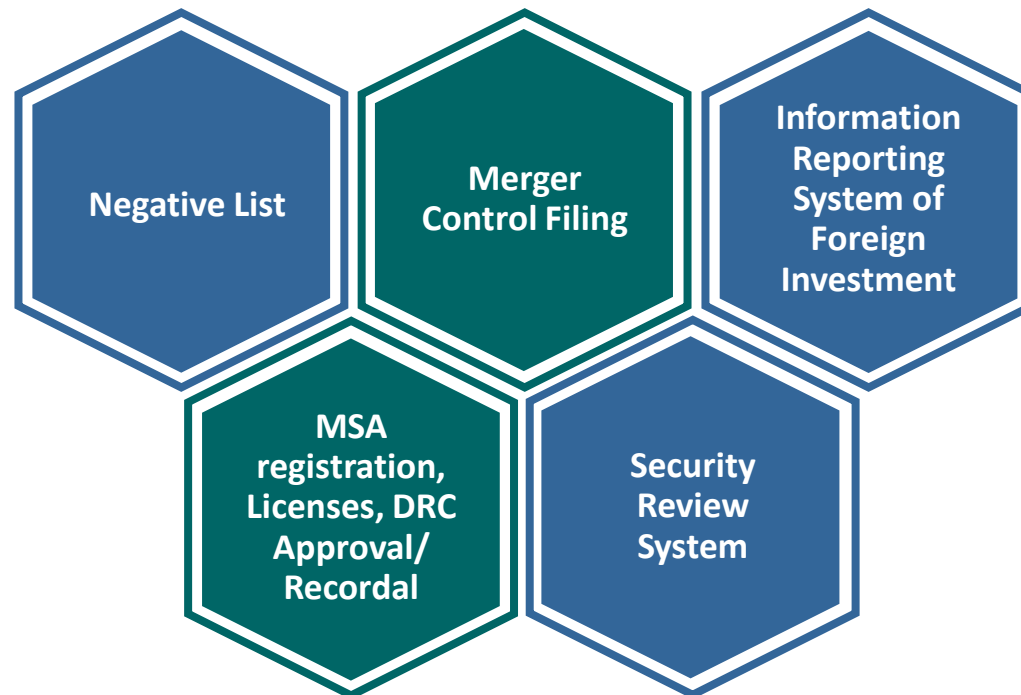 Negative List
Merger
Control Filing
Information
Reporting
System of
Foreign
Investment
MSA
registration,
Licenses, DRC
Approval/
Recordal
Security
Review
System